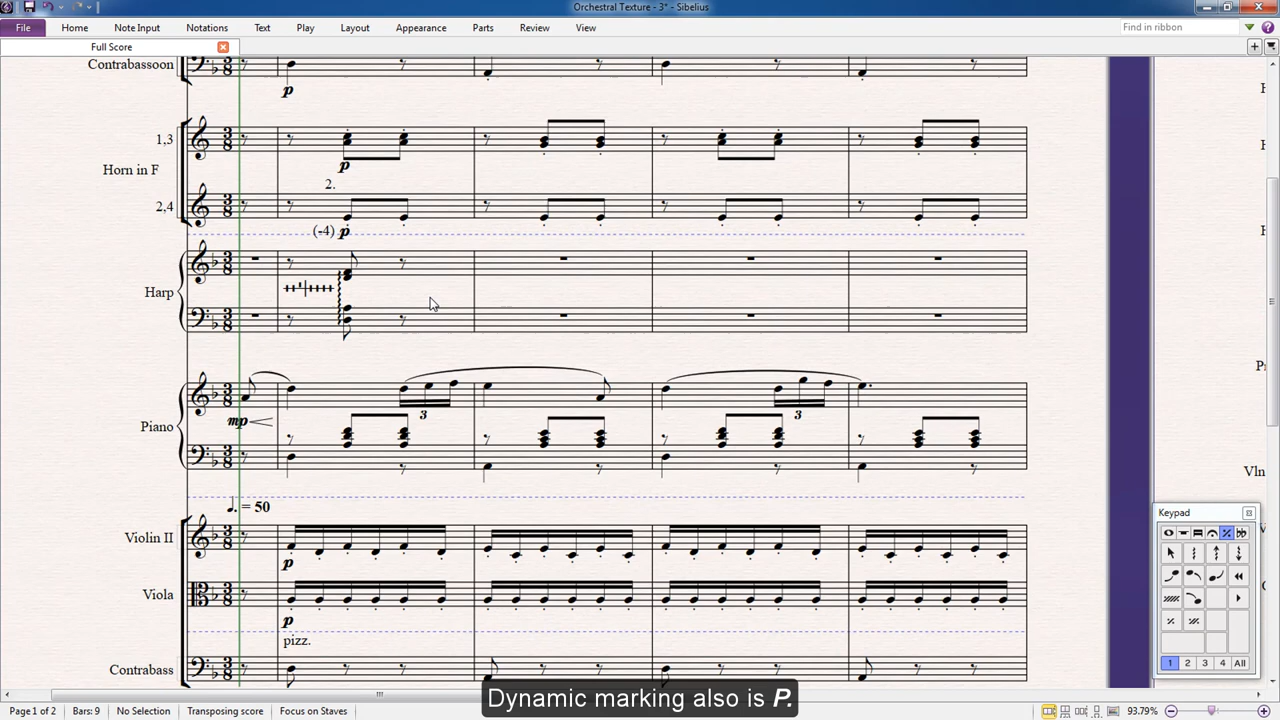 Orchestral Texture - 3* - Sibelius
File Home Note Input Notations Text Play Layout Appearance Parts Review View Find in ribbon
Full Score
Contrabassoon
p
1,3
p
Horn in F
2.
2,4
(-4) p
Harp
3 3
mp
Piano
= 50
Violin II
p
Viola
p
pizz.
Contrabass
Keypad
1 2 3 4 All
Dynamic marking also is P.
Page 1 of 2 Bars: 9 No Selection Transposing score Focus on Staves 93.79%